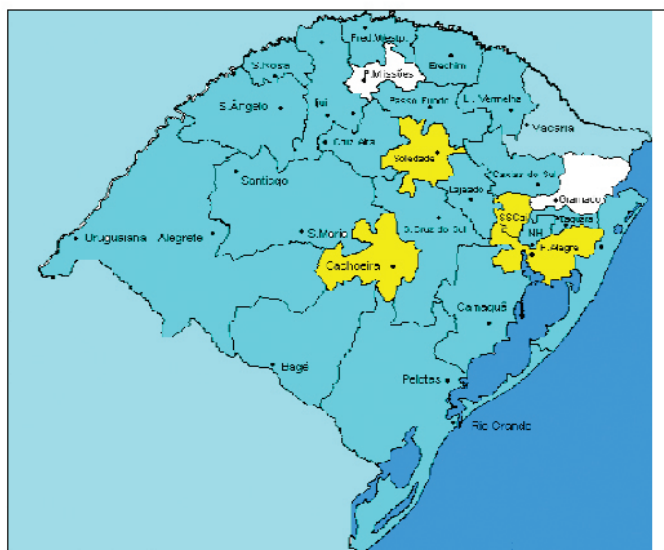 Fred.Westp.
S.Rosa
Erechim
P.Missões
S.Ângelo
Ijuí
Passo Fundo
L. Vermelha
Vacaria
Cruz Alta
Soledade
Caxias do Sul
Santiago
Lajeado
Gramado
SSCaí
Taquara
Uruguaiana
Alegrete
S.Maria
S.Cruz do Sul
NH
P.Alegre
Cachoeira
Camaquã
Bagé
Pelotas
Rio Grande